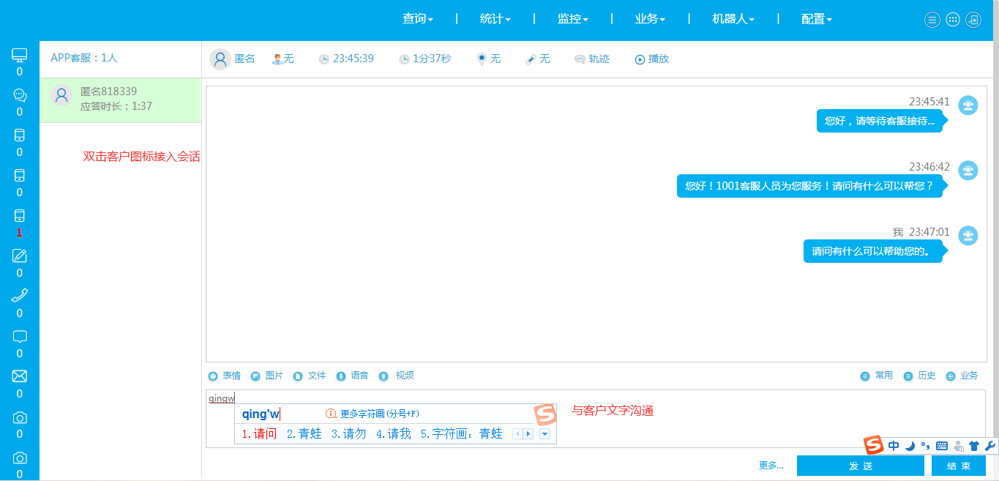 查询 | 统计 | 监控 | 业务 | 机器人 | 配置
APP客服：1人
匿名 无 23:45:39 1分37秒 无 无 轨迹 播放
0
0
0
0
1
0
0
0
0
0
0
匿名818339
应答时长：1:37
双击客户图标接入会话
23:45:41
您好，请等待客服接待...
23:46:42
您好！1001客服人员为您服务！请问有什么可以帮您？
我 23:47:01
请问有什么可以帮助您的。
表情 图片 文件 语音 视频 常用 历史 业务
qingw
qing'w 更多字符画(分号+F)
1.请问 2.青蛙 3.请勿 4.请我 5.字符画：青蛙
与客户文字沟通
中
更多... 发 送 结 束